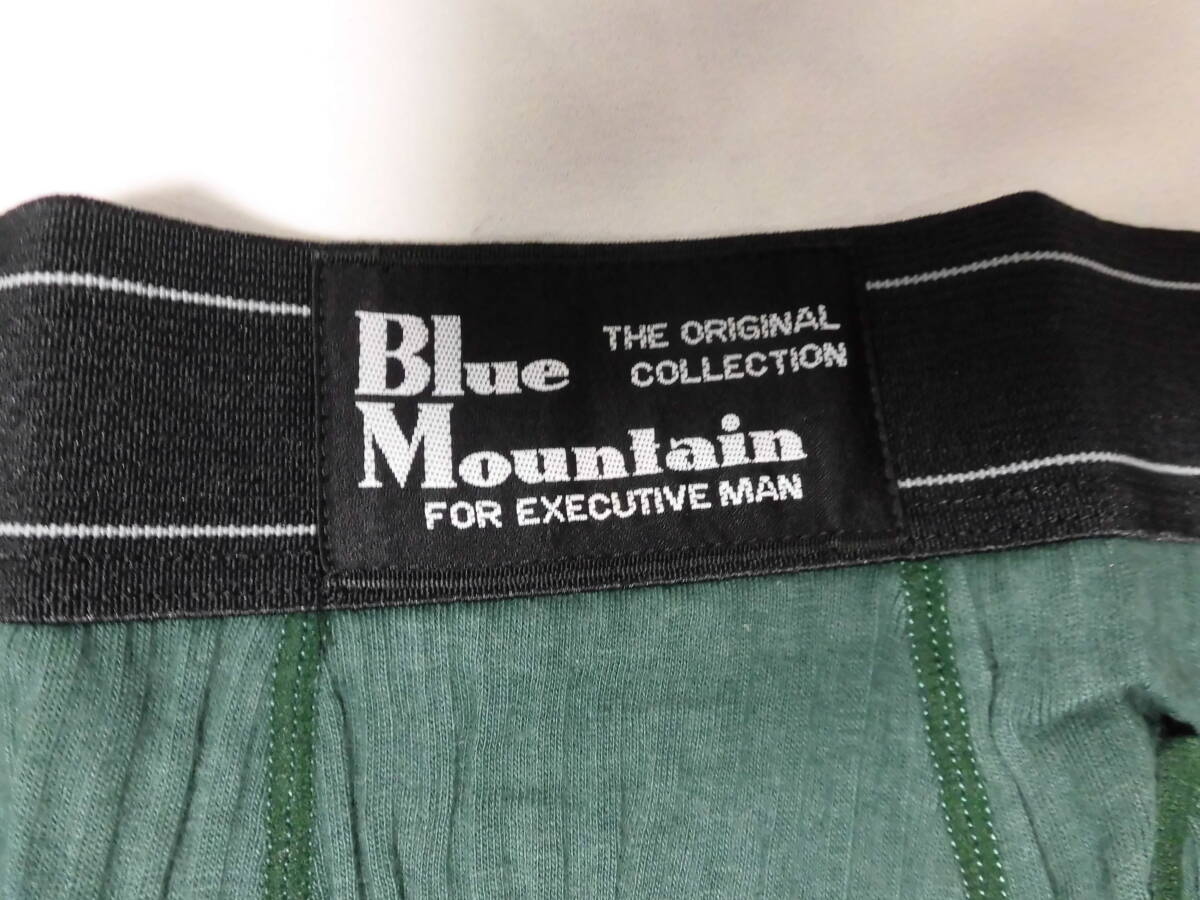 Blue
THE ORIGINAL
COLLECTION
Mountain
FOR EXECUTIVE MAN